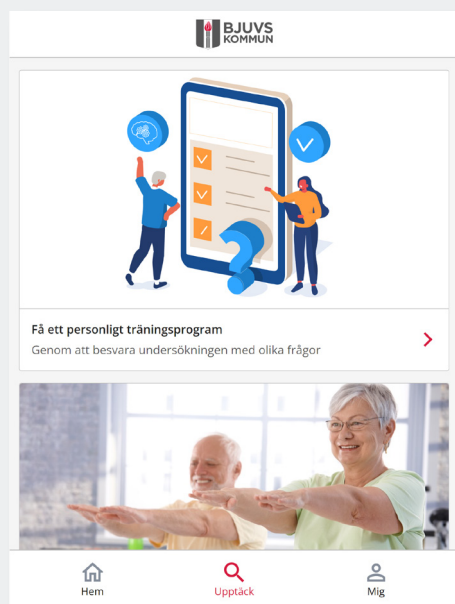 BJUVS
KOMMUN
Få ett personligt träningsprogram
Genom att besvara undersökningen med olika frågor
Hem
Upptäck
Mig